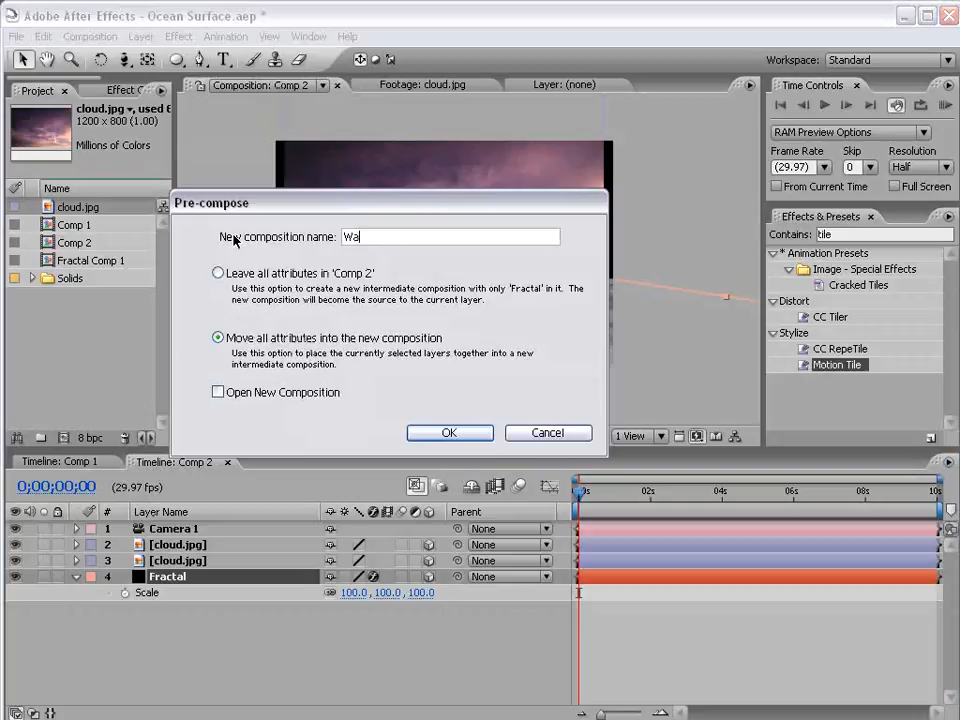 Adobe After Effects - Ocean Surface.aep *
File Edit Composition Layer Effect Animation View Window Help
Workspace: Standard
Project Effect C
Composition: Comp 2 Footage: cloud.jpg Layer: (none)
Time Controls
cloud.jpg, used 6
1200 x 800 (1.00)
Millions of Colors
RAM Preview Options
Frame Rate Skip Resolution
(29.97) 0 Half
From Current Time Full Screen
Name
cloud.jpg
Comp 1
Comp 2
Fractal Comp 1
Solids
8 bpc
Pre-compose
New composition name: Wa
Leave all attributes in 'Comp 2'
Use this option to create a new intermediate composition with only 'Fractal' in it. The
new composition will become the source to the current layer.
Move all attributes into the new composition
Use this option to place the currently selected layers together into a new
intermediate composition.
Open New Composition
OK Cancel
1 View
Effects & Presets
Contains: tile
* Animation Presets
Image - Special Effects
Cracked Tiles
Distort
CC Tiler
Stylize
CC RepeTile
Motion Tile
Timeline: Comp 1 Timeline: Comp 2
0;00;00;00 (29.97 fps)
0s 02s 04s 06s 08s 10s
# Layer Name Parent
1 Camera 1 None
2 [cloud.jpg] None
3 [cloud.jpg] None
4 Fractal None
Scale 100.0, 100.0, 100.0